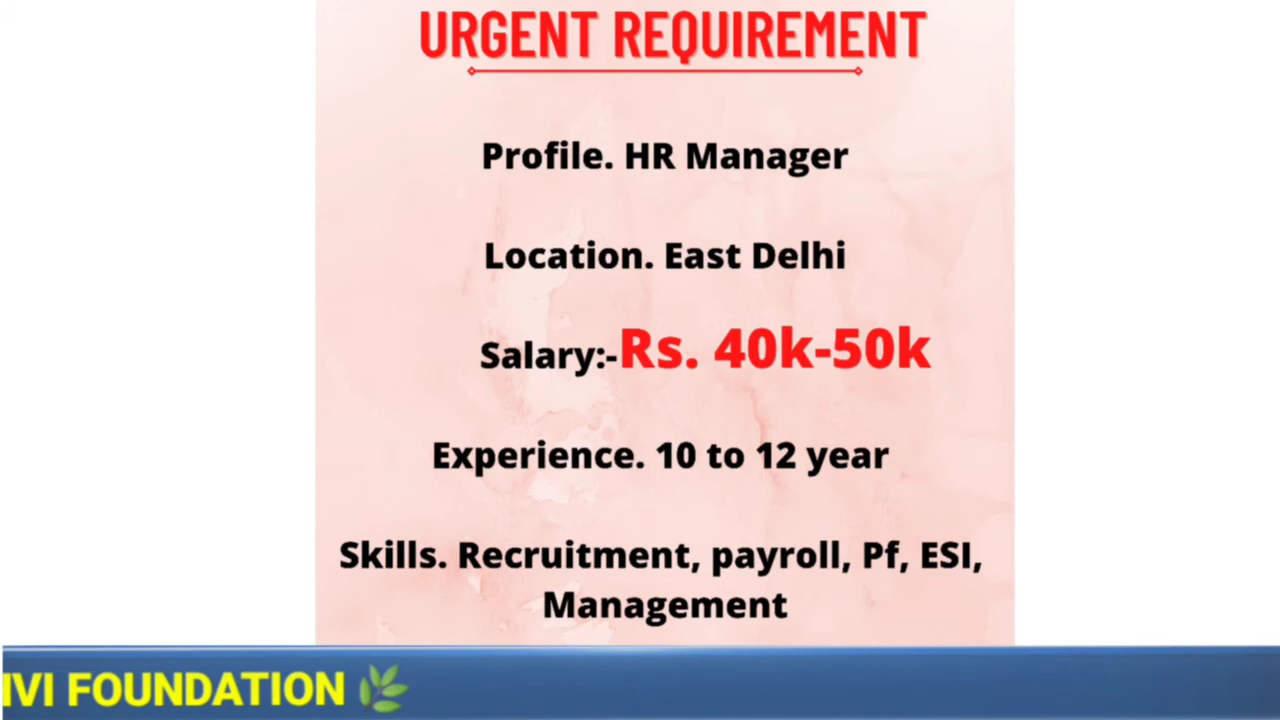 URGENT REQUIREMENT
Profile. HR Manager
Location. East Delhi
Salary:-Rs. 40k-50k
Experience. 10 to 12 year
Skills. Recruitment, payroll, Pf, ESI,
Management
FOUNDATION